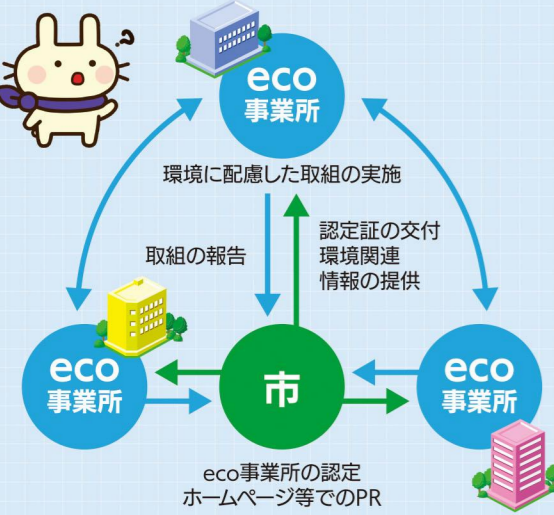 eco
事業所
環境に配慮した取組の実施
取組の報告
認定証の交付
環境関連
情報の提供
eco
事業所
市
eco
事業所
eco事業所の認定
ホームページ等でのPR